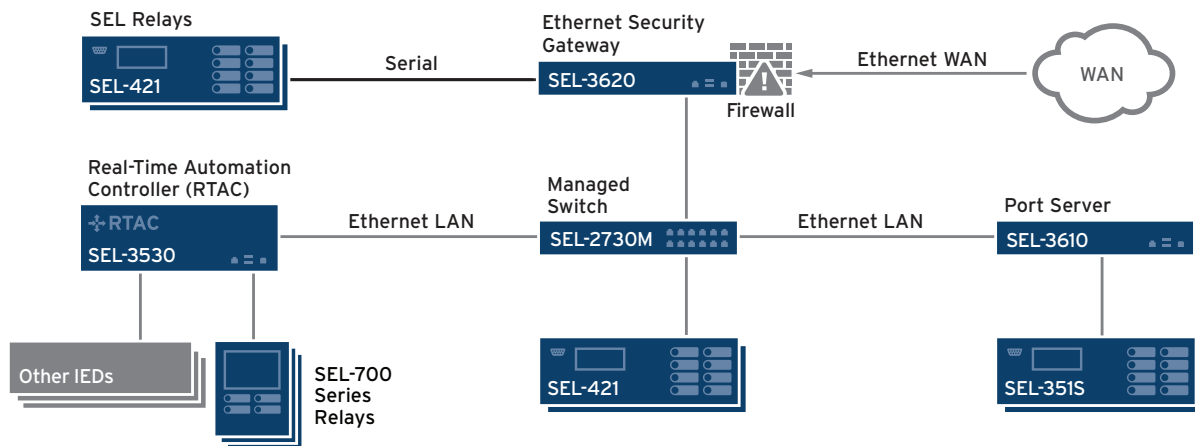 SEL Relays
SEL-421
Serial
Ethernet Security
Gateway
SEL-3620
Firewall
Ethernet WAN
WAN
Real-Time Automation
Controller (RTAC)
RTAC
SEL-3530
Ethernet LAN
Managed
Switch
SEL-2730M
Ethernet LAN
Port Server
SEL-3610
Other IEDs
SEL-700
Series
Relays
SEL-421
SEL-351S